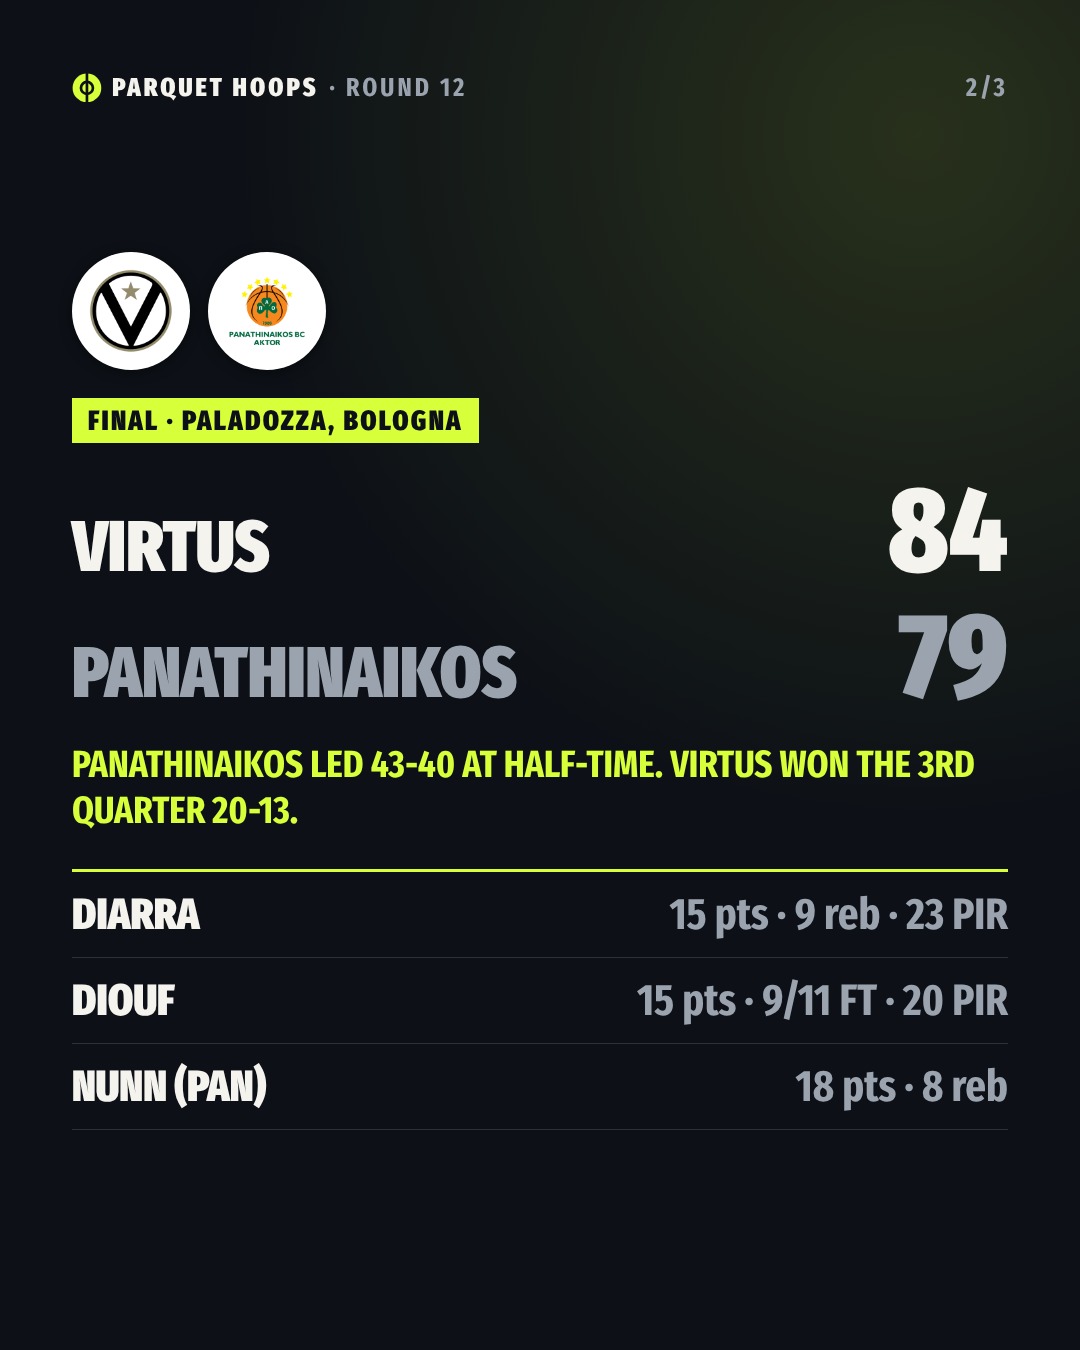 PARQUET HOOPS · ROUND 12
2/3
PANATHINAIKOS BC
AKTOR
FINAL · PALADOZZA, BOLOGNA
VIRTUS 84
PANATHINAIKOS 79
PANATHINAIKOS LED 43-40 AT HALF-TIME. VIRTUS WON THE 3RD
QUARTER 20-13.
DIARRA 15 pts · 9 reb · 23 PIR
DIOUF 15 pts · 9/11 FT · 20 PIR
NUNN (PAN) 18 pts · 8 reb